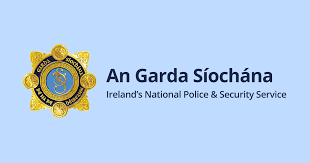 An Garda Síochána
Ireland's National Police & Security Service